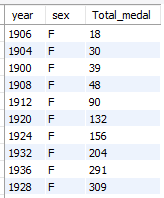 year sex Total_medal
1906 F 18
1904 F 30
1900 F 39
1908 F 48
1912 F 90
1920 F 132
1924 F 156
1932 F 204
1936 F 291
1928 F 309